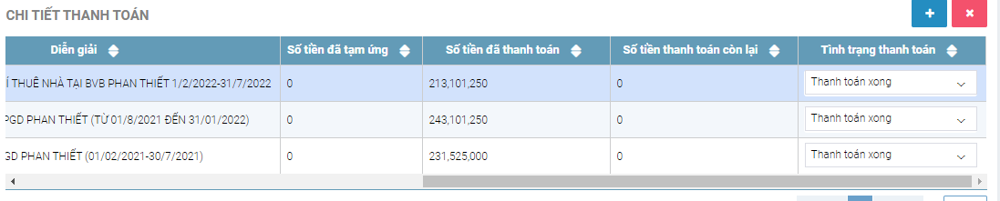 CHI TIẾT THANH TOÁN
Diễn giải Số tiền đã tạm ứng Số tiền đã thanh toán Số tiền thanh toán còn lại Tình trạng thanh toán
Í THUÊ NHÀ TẠI BVB PHAN THIẾT 1/2/2022-31/7/2022 0 213,101,250 0 Thanh toán xong
PGD PHAN THIẾT (TỪ 01/8/2021 ĐẾN 31/01/2022) 0 243,101,250 0 Thanh toán xong
GD PHAN THIẾT (01/02/2021-30/7/2021) 0 231,525,000 0 Thanh toán xong